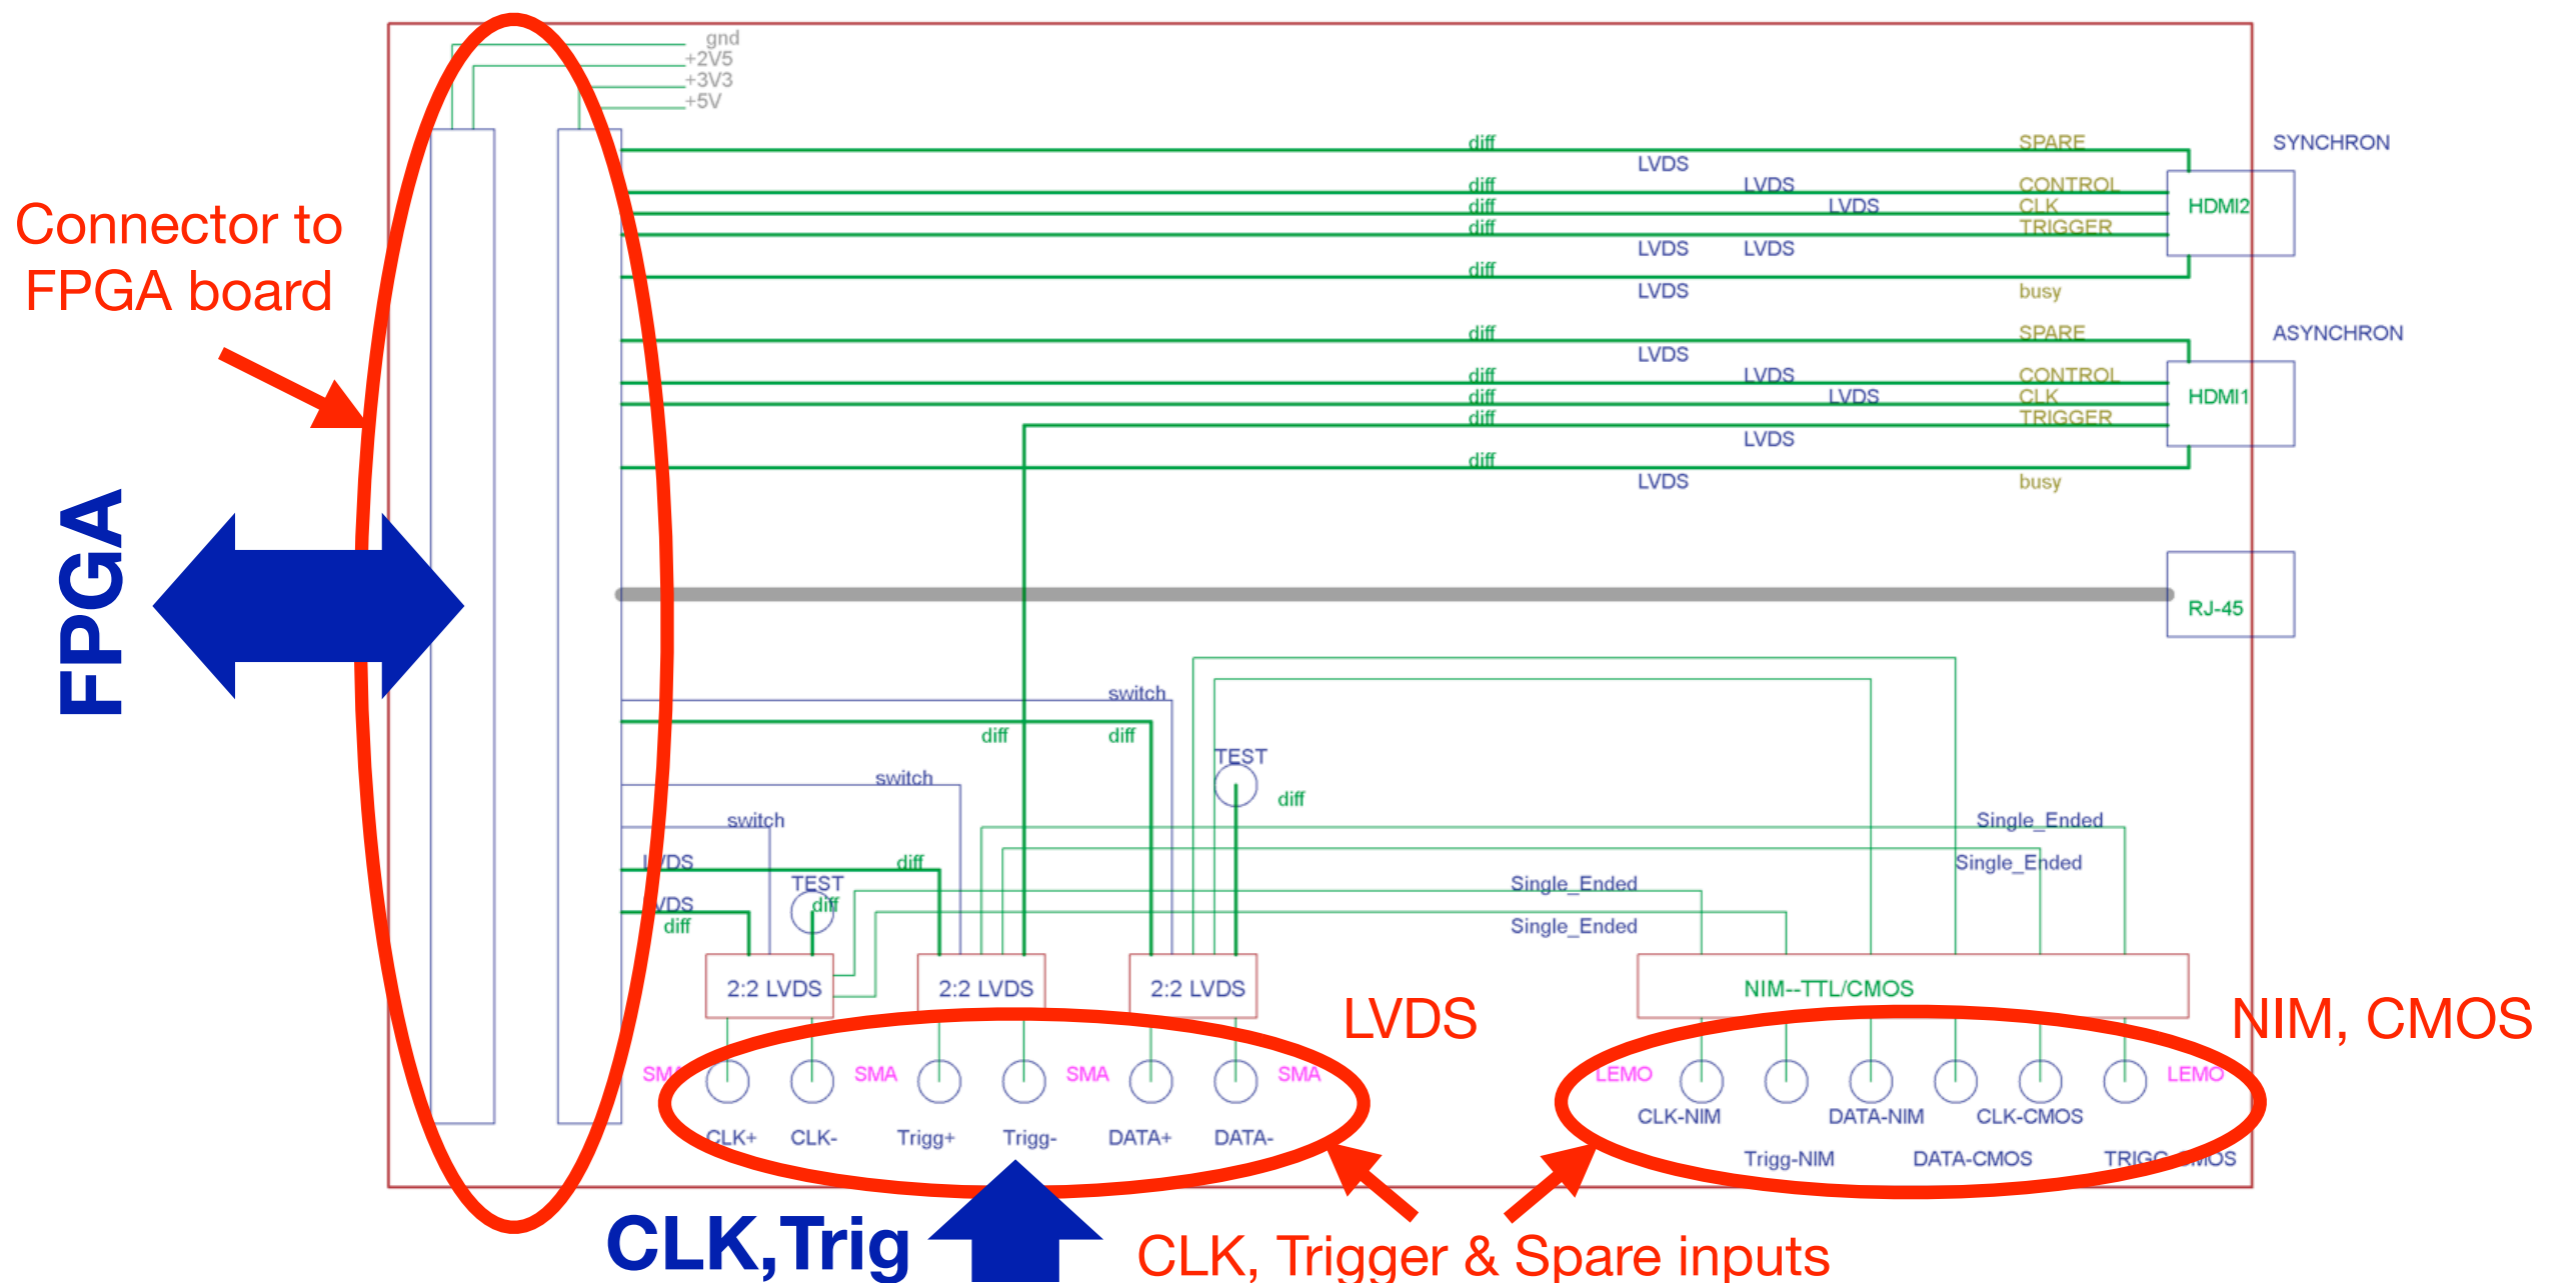 gnd
+2V5
+3V3
+5V
diff
SPARE
SYNCHRON
LVDS
diff
LVDS
CONTROL
diff
LVDS
CLK
HDMI2
diff
TRIGGER
LVDS
LVDS
diff
LVDS
busy
Connector to
FPGA board
diff
SPARE
ASYNCHRON
LVDS
diff
LVDS
CONTROL
diff
LVDS
CLK
HDMI1
diff
TRIGGER
LVDS
diff
LVDS
busy
FPGA
RJ-45
switch
diff
diff
TEST
switch
diff
switch
Single_Ended
LVDS
diff
Single_Ended
TEST
Single_Ended
LVDS
diff
diff
Single_Ended
2:2 LVDS
2:2 LVDS
2:2 LVDS
NIM--TTL/CMOS
LVDS
NIM, CMOS
SMA
SMA
SMA
SMA
LEMO
LEMO
CLK-NIM
DATA-NIM
CLK-CMOS
CLK+
CLK-
Trigg+
Trigg-
DATA+
DATA-
Trigg-NIM
DATA-CMOS
TRIGG-CMOS
CLK,Trig
CLK, Trigger & Spare inputs